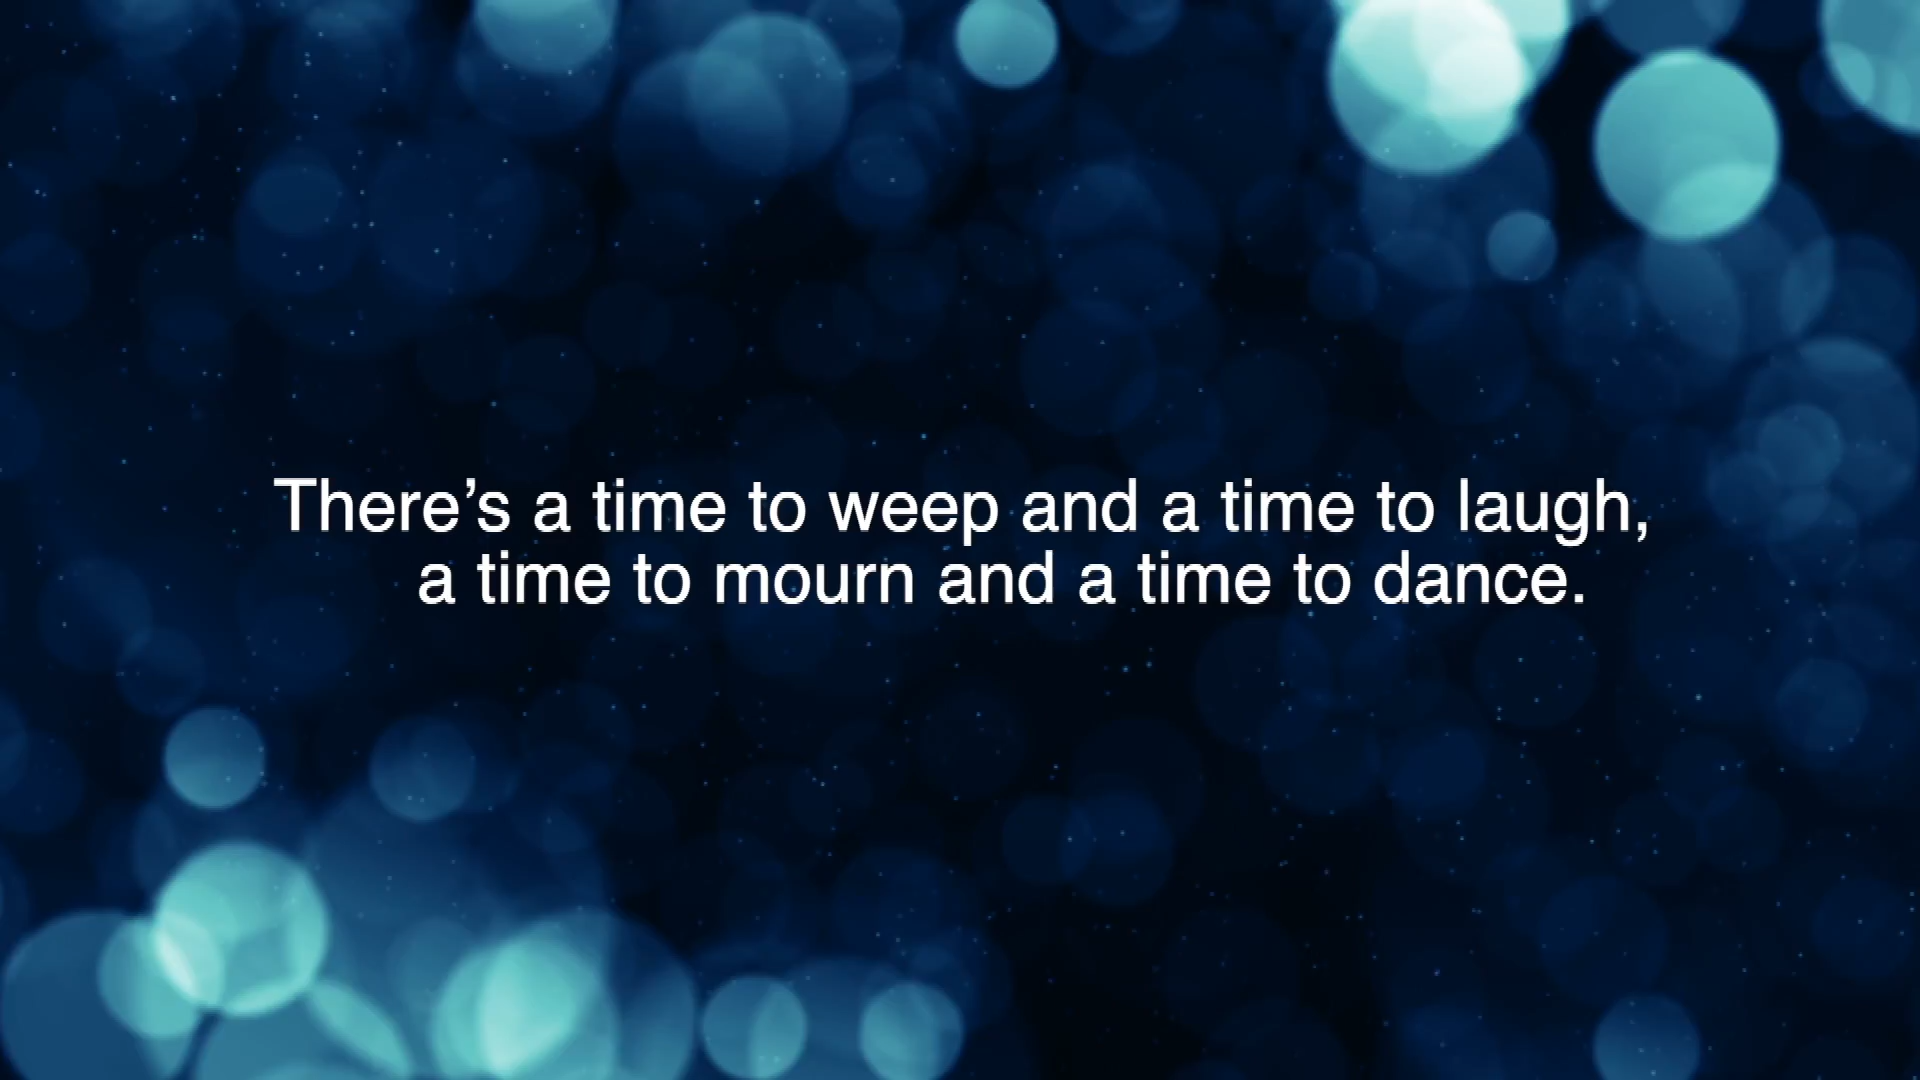 There’s a time to weep and a time to laugh,
a time to mourn and a time to dance.